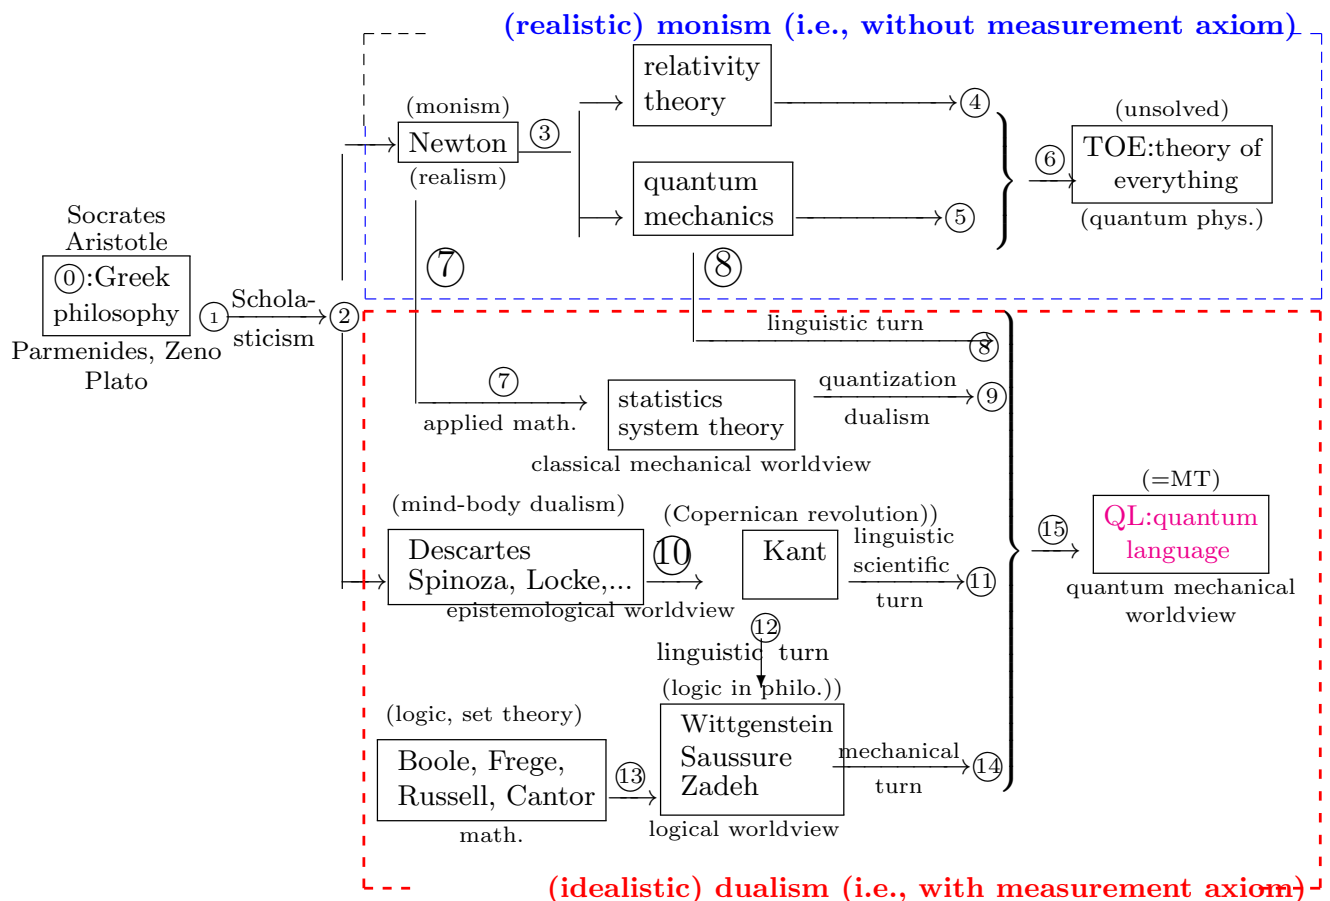 (realistic) monism (i.e., without measurement axiom)
relativity
theory
④
(monism)
Newton
(realism)
③
quantum
mechanics
⑤
⑥
(unsolved)
TOE:theory of
everything
(quantum phys.)
Socrates
Aristotle
⓪:Greek
philosophy
Parmenides, Zeno
Plato
①
Schola-
sticism
②
⑦
⑧
linguistic turn
⑧
⑦
applied math.
statistics
system theory
classical mechanical worldview
quantization
dualism
⑨
(mind-body dualism)
Descartes
Spinoza, Locke,...
epistemological worldview
⑩
(Copernican revolution))
Kant
linguistic
scientific
turn
⑪
⑫
linguistic turn
(logic in philo.))
Wittgenstein
Saussure
Zadeh
logical worldview
mechanical
turn
⑭
(logic, set theory)
Boole, Frege,
Russell, Cantor
math.
⑬
⑮
(=MT)
QL:quantum
language
quantum mechanical
worldview
(idealistic) dualism (i.e., with measurement axiom)